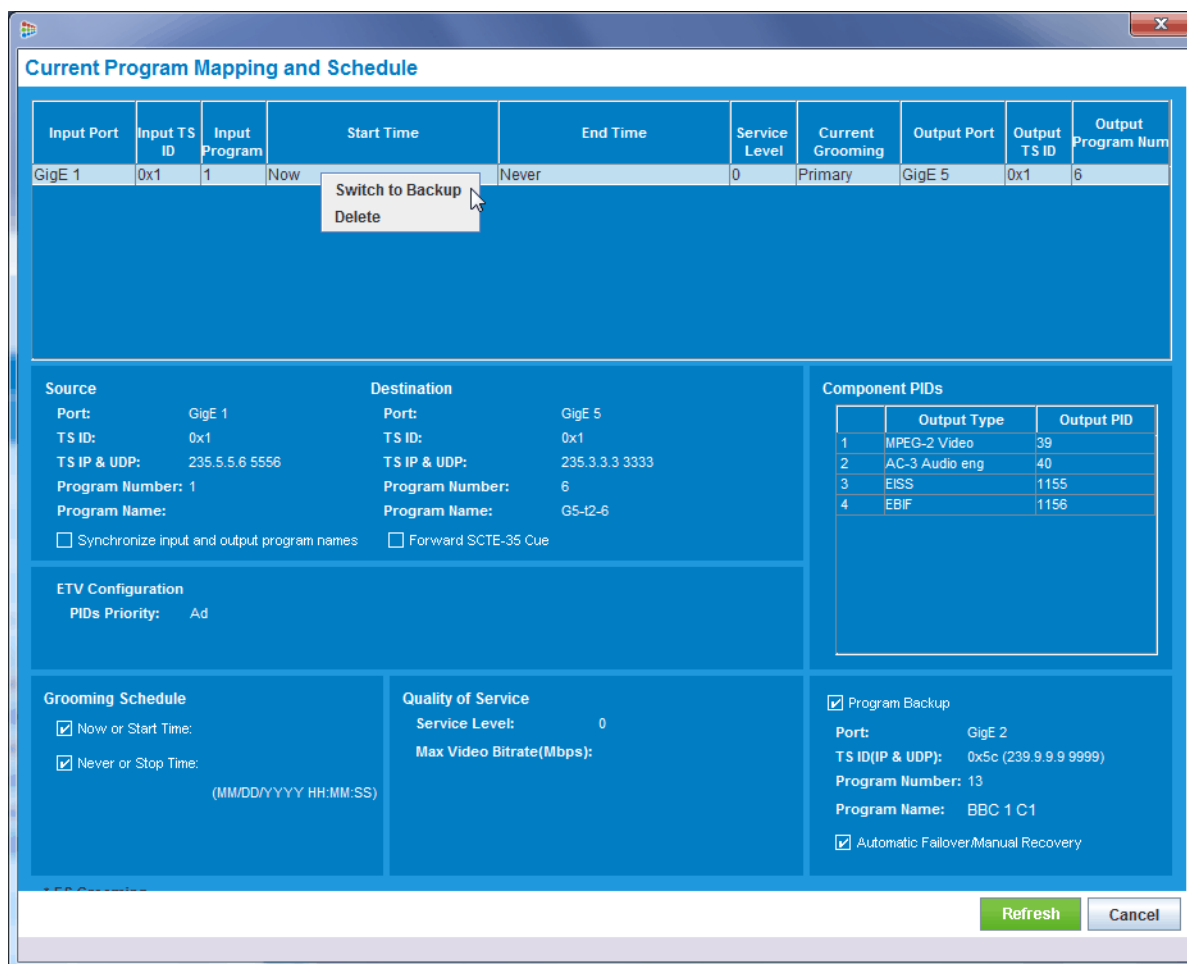 Current Program Mapping and Schedule
Input Port
Input TS ID
Input Program
Start Time
End Time
Service Level
Current Grooming
Output Port
Output TS ID
Output Program Num
GigE 1 0x1 1 Now Never 0 Primary GigE 5 0x1 6
Switch to Backup
Delete
Source
Port: GigE 1
TS ID: 0x1
TS IP & UDP: 235.5.5.6 5556
Program Number: 1
Program Name:
Synchronize input and output program names
Destination
Port: GigE 5
TS ID: 0x1
TS IP & UDP: 235.3.3.3 3333
Program Number: 6
Program Name: G5-t2-6
Forward SCTE-35 Cue
Component PIDs
Output Type Output PID
1 MPEG-2 Video 39
2 AC-3 Audio eng 40
3 EISS 1155
4 EBIF 1156
ETV Configuration
PIDs Priority: Ad
Grooming Schedule
Now or Start Time:
Never or Stop Time:
(MM/DD/YYYY HH:MM:SS)
Quality of Service
Service Level: 0
Max Video Bitrate(Mbps):
Program Backup
Port: GigE 2
TS ID(IP & UDP): 0x5c (239.9.9.9 9999)
Program Number: 13
Program Name: BBC 1 C1
Automatic Failover/Manual Recovery
Refresh Cancel